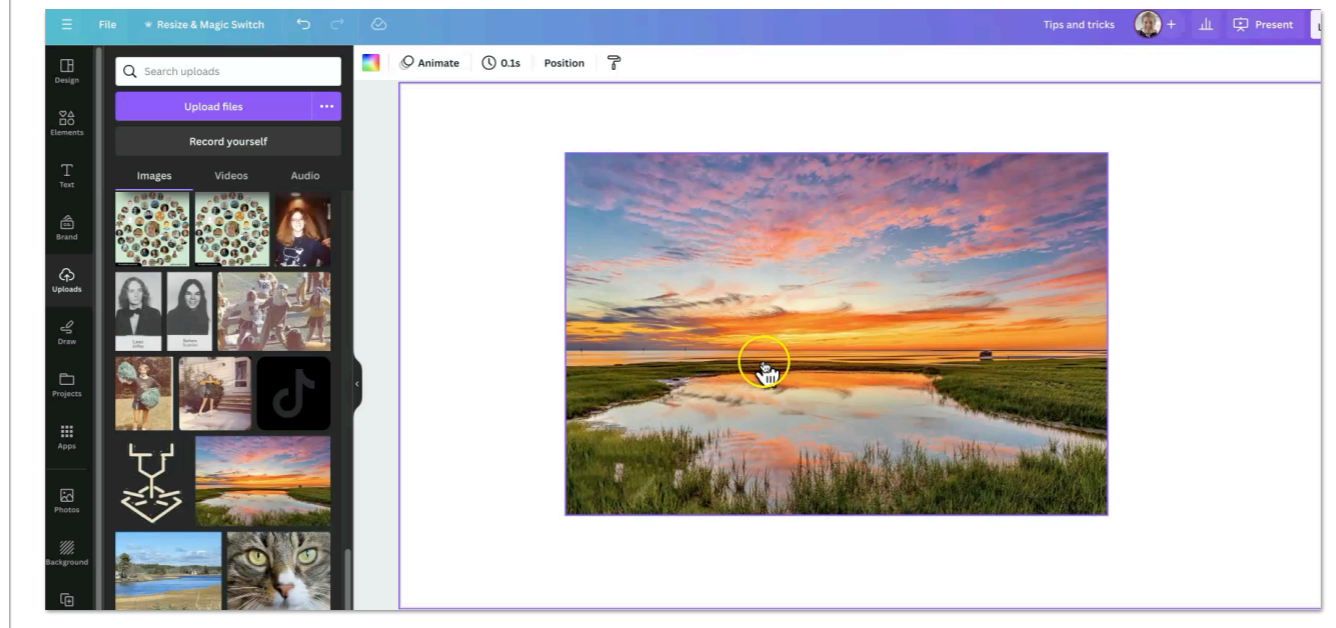 File Resize & Magic Switch Tips and tricks + Present
Design
Search uploads
Animate 0.1s Position
Upload files ...
Elements
Record yourself
Text
Images Videos Audio
Brand
Uploads
Draw
Projects
Apps
Photos
Background